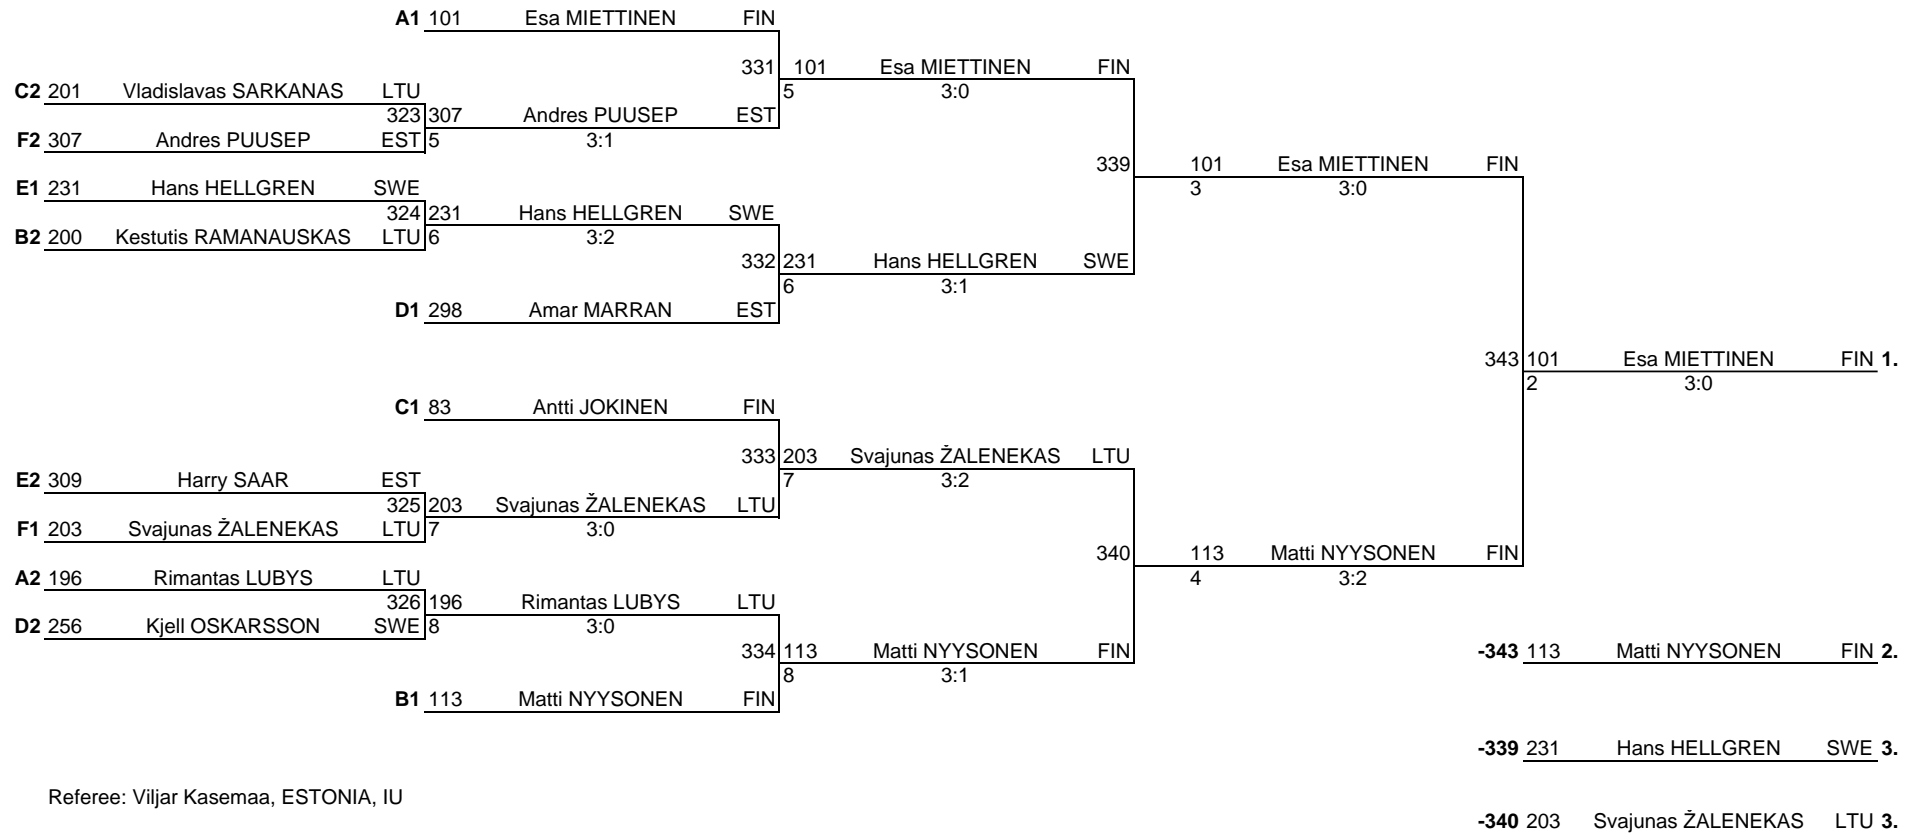 A1 101 Esa MIETTINEN FIN
331 101 Esa MIETTINEN FIN
C2 201 Vladislavas SARKANAS LTU 5 3:0
323 307 Andres PUUSEP EST
F2 307 Andres PUUSEP EST 5 3:1
339 101 Esa MIETTINEN FIN
E1 231 Hans HELLGREN SWE 3 3:0
324 231 Hans HELLGREN SWE
B2 200 Kestutis RAMANAUSKAS LTU 6 3:2
332 231 Hans HELLGREN SWE
6 3:1
D1 298 Amar MARRAN EST
343 101 Esa MIETTINEN FIN 1.
2 3:0
C1 83 Antti JOKINEN FIN
333 203 Svajunas ŽALENEKAS LTU
E2 309 Harry SAAR EST 7 3:2
325 203 Svajunas ŽALENEKAS LTU
F1 203 Svajunas ŽALENEKAS LTU 7 3:0
340 113 Matti NYYSONEN FIN
A2 196 Rimantas LUBYS LTU 4 3:2
326 196 Rimantas LUBYS LTU
D2 256 Kjell OSKARSSON SWE 8 3:0
334 113 Matti NYYSONEN FIN
-343 113 Matti NYYSONEN FIN 2.
8 3:1
B1 113 Matti NYYSONEN FIN
-339 231 Hans HELLGREN SWE 3.
Referee: Viljar Kasemaa, ESTONIA, IU
-340 203 Svajunas ŽALENEKAS LTU 3.